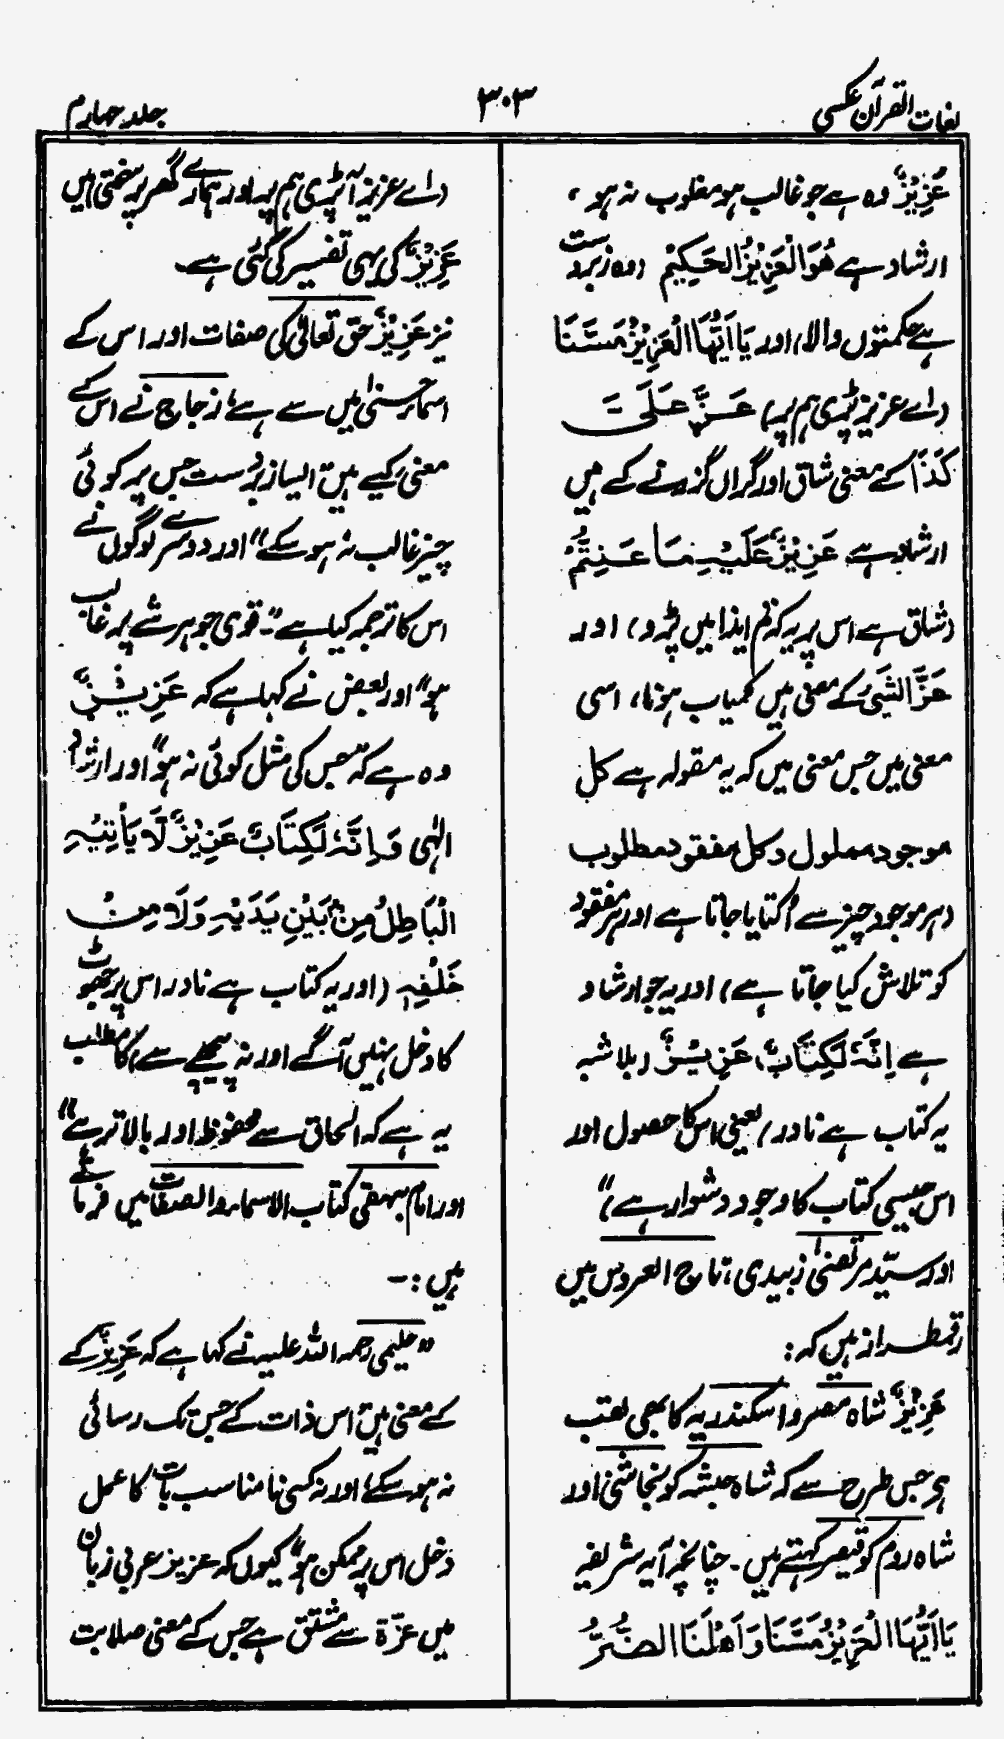 لغات القرآن عکسی
۳۰۳
جلد چہارم
عَزِيْزٌ وہ ہے جو غالب ہو مغلوب نہ ہو ،
ارشاد ہے هُوَ الْعَزِيْزُ الْحَكِيْمُ (وہ زبردست
ہے حکمتوں والا) اور يَا اَيُّهَا الْعَزِيْزُ مَسَّنَا
(اے عزیز پڑی ہم پر) عَزَّ عَلَيَّ
كَذَا کے معنی شاق اور گراں گزرنے کے ہیں
ارشاد ہے عَزِيْزٌ عَلَيْهِ مَا عَنِتُّمْ
(شاق ہے اس پر یہ کہ تم ایذا میں پڑو) اور
عَزَّ الشَّيْءُ کے معنی ہیں کمیاب ہونا، اسی
معنی میں جس معنی میں کہ یہ مقولہ ہے کل
موجود مملول وکل مفقود مطلوب
(ہر موجود چیز سے اُکتایا جاتا ہے اور ہر مفقود
کو تلاش کیا جاتا ہے) اور یہ جو ارشاد
ہے اِنَّهٗ لَكِتَابٌ عَزِيْزٌ (بلاشبہ
یہ کتاب ہے نادر) یعنی اس کا حصول اور
اس جیسی کتاب کا وجود دشوار ہے)"
اور سیّد مرتضیٰ زبیدی، تاج العروس میں
رقمطراز ہیں کہ :
عَزِيْزٌ شاہ مصر و اسکندریہ کا بھی لقب
ہے جس طرح سے کہ شاہ حبشہ کو نجاشی اور
شاہ روم کو قیصر کہتے ہیں ۔ چنانچہ آیہ شریفہ
يَا اَيُّهَا الْعَزِيْزُ مَسَّنَا وَ اَهْلَنَا الضُّرُّ
(اے عزیز آ پڑی ہم پر اور ہمارے گھر پر سختی) میں
عَزِيْزٌ کی یہی تفسیر کی گئی ہے۔
نیز عَزِيْزٌ حق تعالیٰ کی صفات اور اس کے
اسماء حسنیٰ میں سے ہے، زجاج نے اس کے
معنی کیے ہیں "ایسا زبردست جس پر کوئی
چیز غالب نہ ہو سکے" اور دوسرے لوگوں نے
اس کا ترجمہ کیا ہے "۔ قوی جو ہر شے پر غالب
ہو" اور بعض نے کہا ہے کہ عَزِيْزٌ
وہ ہے کہ "جس کی مثل کوئی نہ ہو" اور ارشاد
الٰہی وَ اِنَّهٗ لَكِتَابٌ عَزِيْزٌ لَا يَأْتِيْهِ
الْبَاطِلُ مِنْ بَيْنِ يَدَيْهِ وَلَا مِنْ
خَلْفِهٖ (اور یہ کتاب ہے نادر اس پر جھوٹ
کا دخل نہیں آگے اور نہ پیچھے سے) کا مطلب
یہ ہے کہ الحاق سے محفوظ اور بالاتر ہے"
اور امام بیہقی کتاب الاسماء والصفات میں فرماتے
ہیں : ـ
"حلیمی رحمۃ اللہ علیہ نے کہا ہے کہ عَزِيْزٌ کے
کے معنی ہیں "اس ذات کے جس تک رسائی
نہ ہو سکے، اور نہ کسی نامناسب بات کا عمل
دخل اس پر ممکن ہو" کیوں کہ عزیز عربی زبان
میں عزّۃ سے مشتق ہے جس کے معنی صلابت